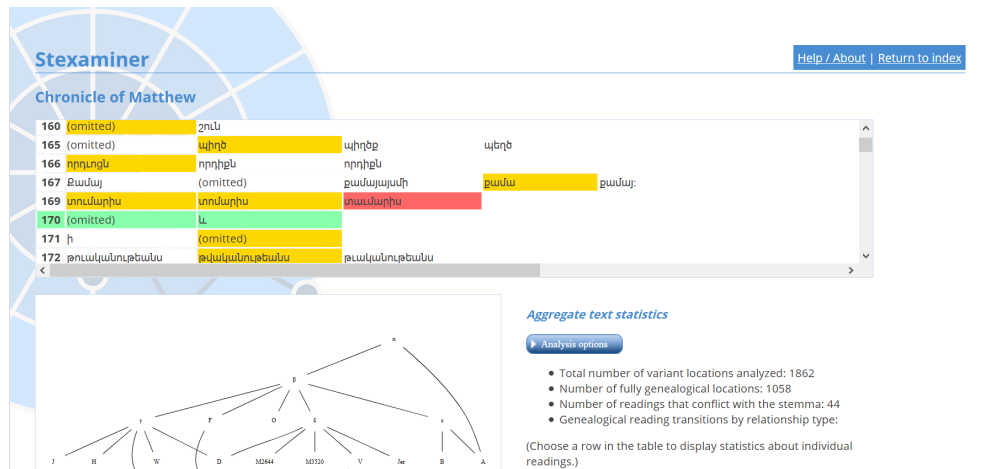 Stexaminer
Help / About | Return to index
Chronicle of Matthew
160 (omitted) շուն
165 (omitted) պիղծ պիղծք պեղծ
166 որդւոցն որդիքն որդիքն
167 Քամայ (omitted) քամայայսմի քամա քամայ:
169 տումարիս տոմարիս տաւմարիս
170 (omitted) և
171 ի (omitted)
172 թուականութեանս թվականութեանս թւականութեանս
Aggregate text statistics
Analysis options
Total number of variant locations analyzed: 1862
Number of fully genealogical locations: 1058
Number of readings that conflict with the stemma: 44
Genealogical reading transitions by relationship type:
(Choose a row in the table to display statistics about individual
readings.)
α
β
γ F O δ ε
J H W D M2644 M3520 V Jer B A